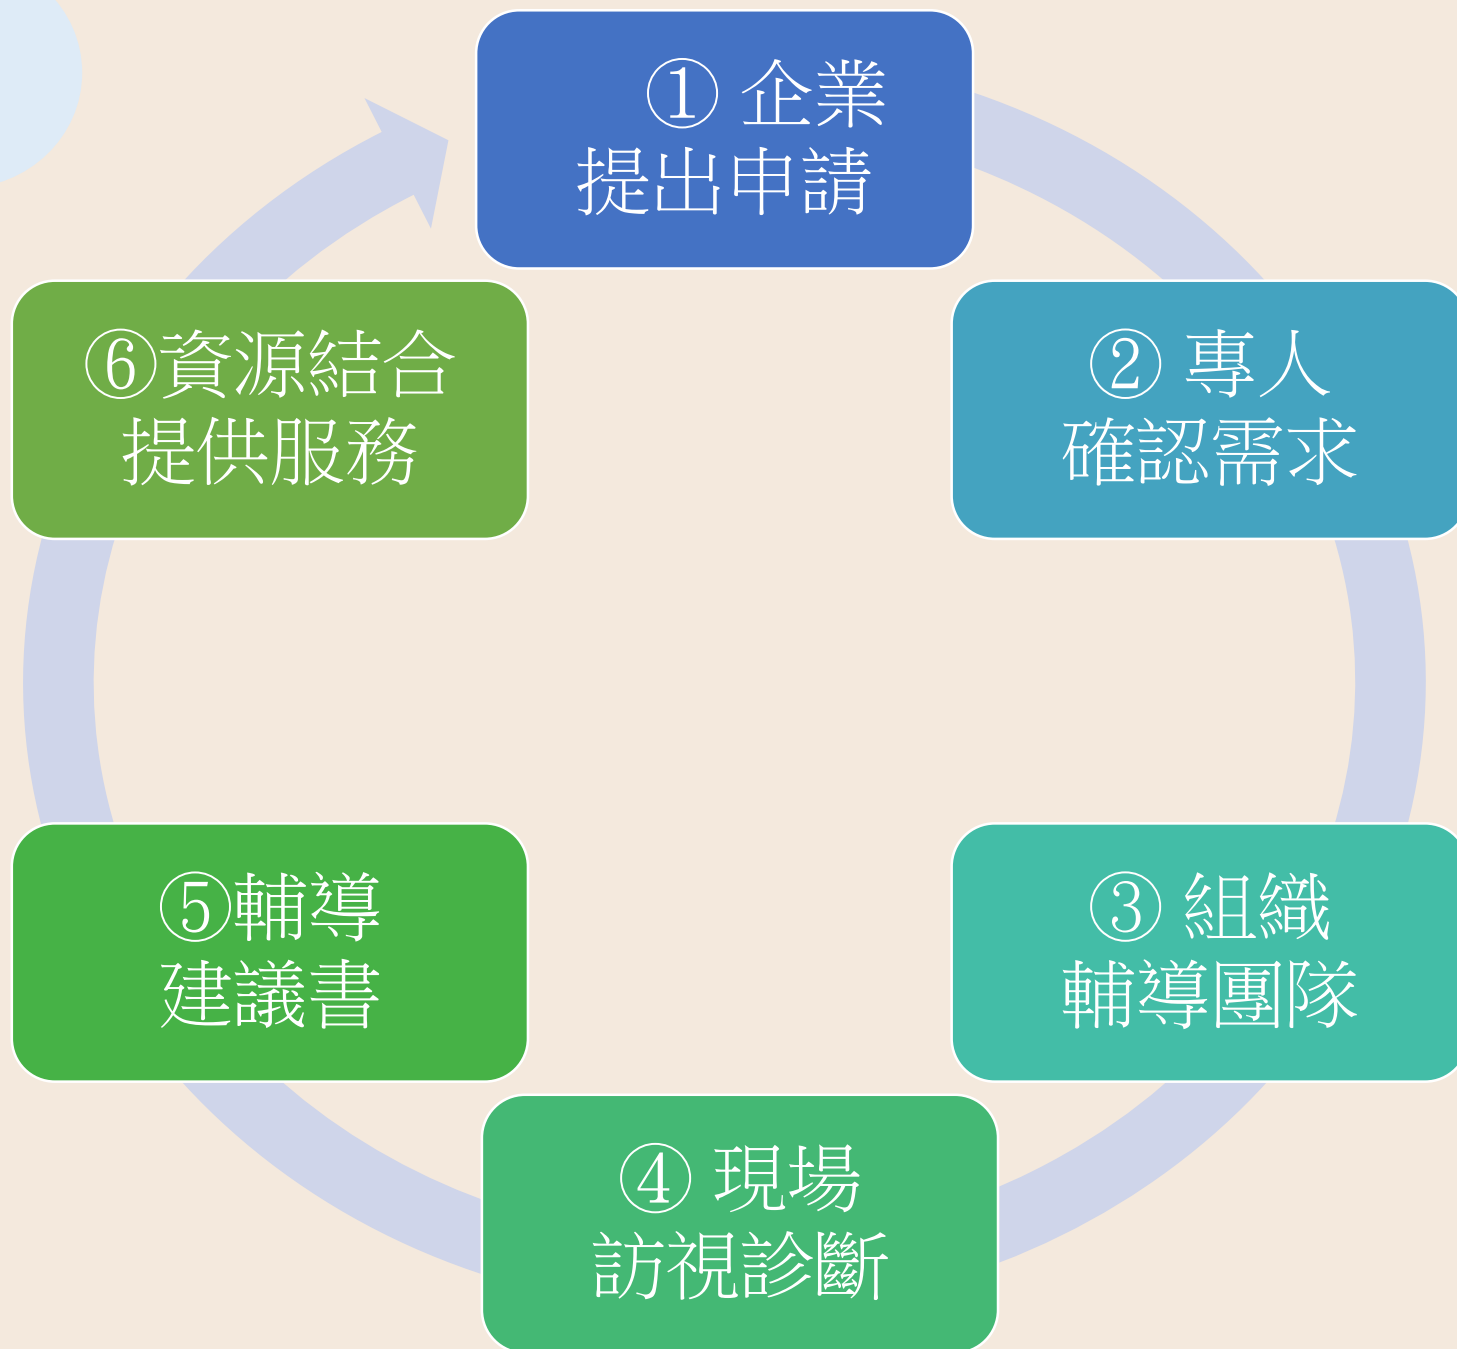 ① 企業
提出申請
② 專人
確認需求
③ 組織
輔導團隊
④ 現場
訪視診斷
⑤輔導
建議書
⑥資源結合
提供服務